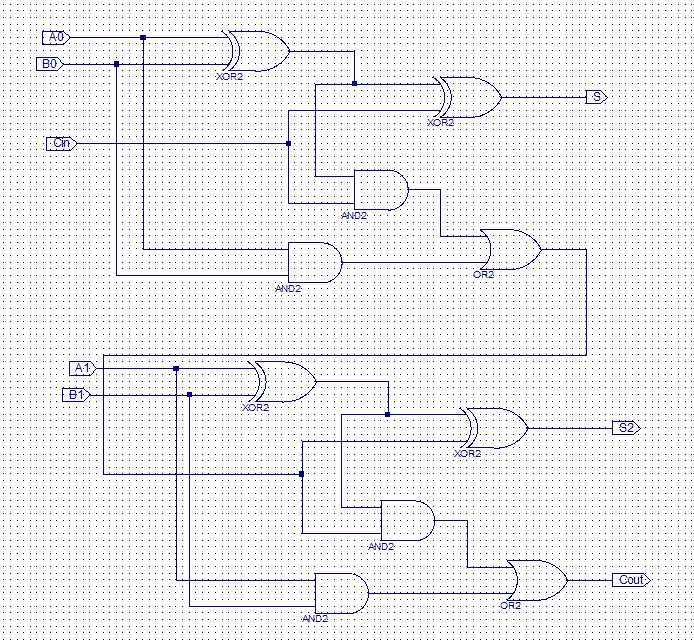 A0
B0
XOR2
S
XOR2
Cin
AND2
AND2
OR2
A1
B1
XOR2
S2
XOR2
AND2
Cout
OR2
AND2